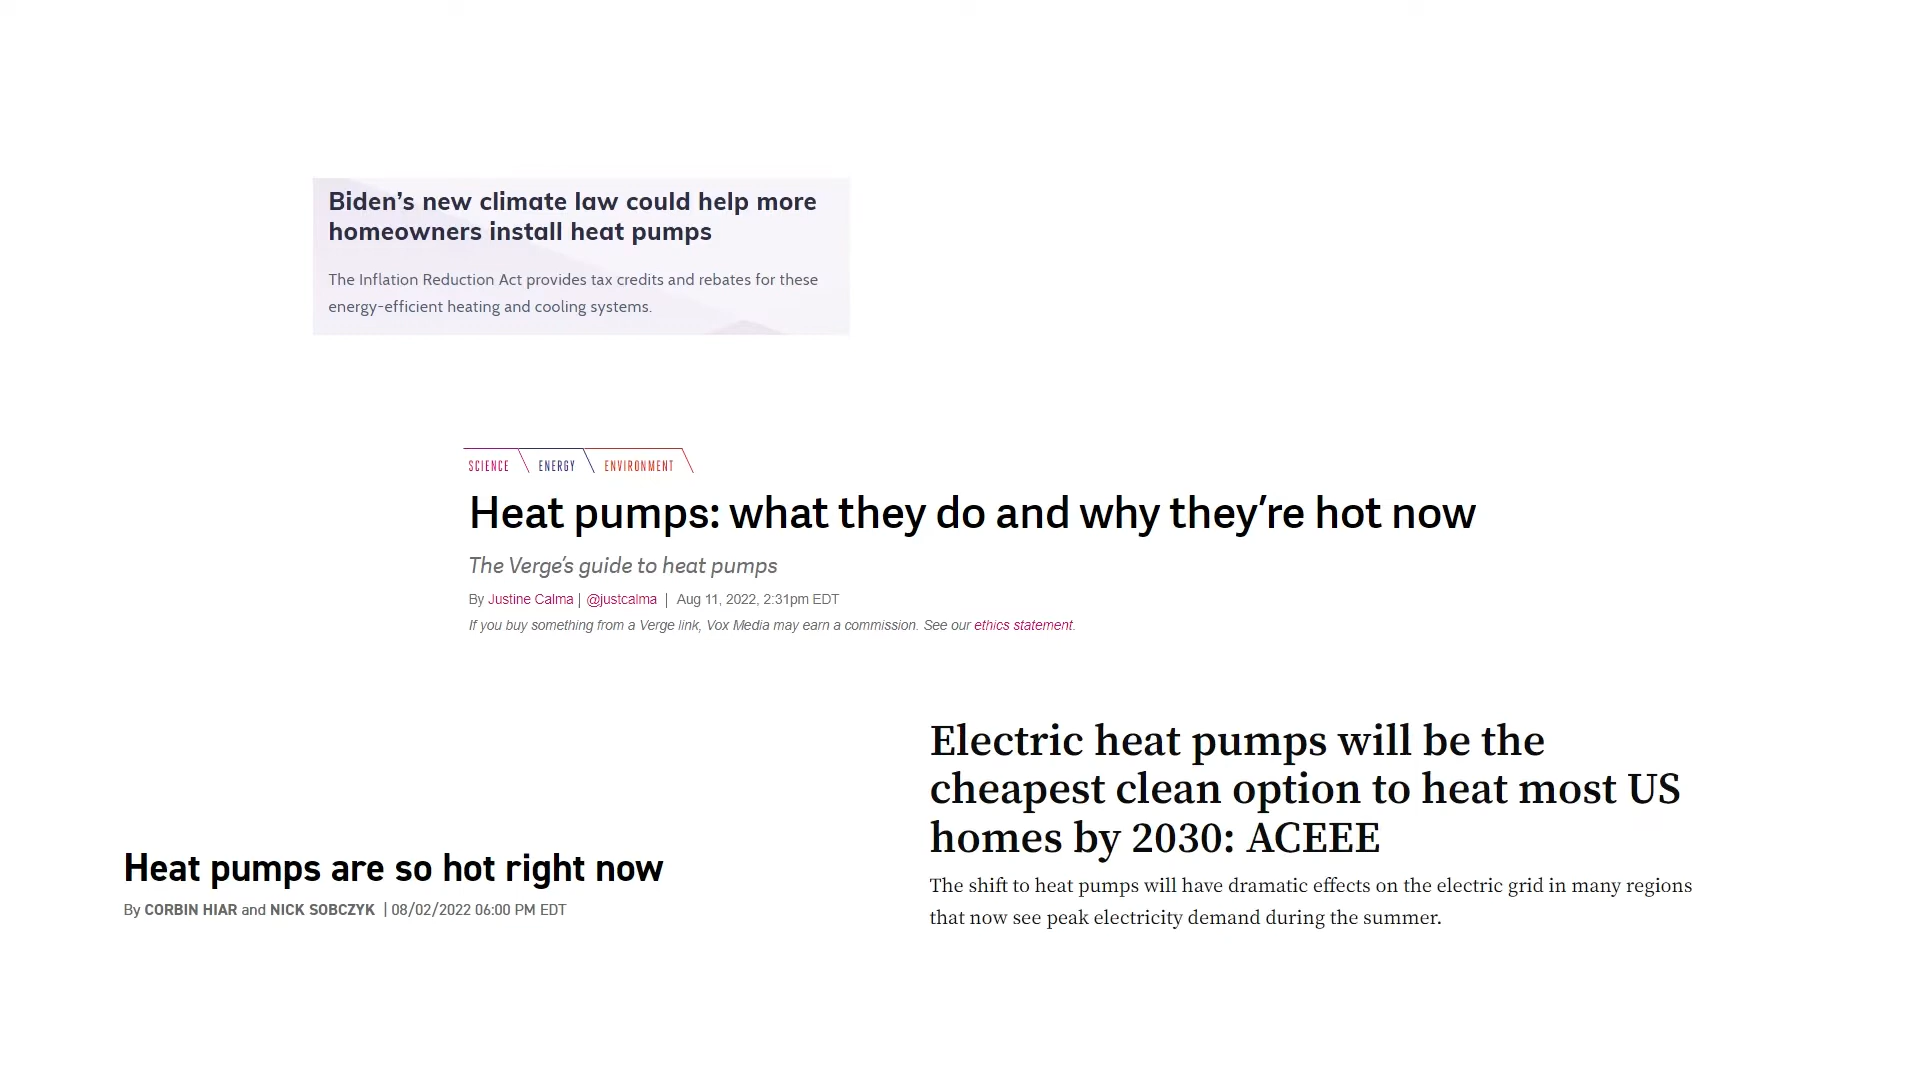 Biden’s new climate law could help more
homeowners install heat pumps
The Inflation Reduction Act provides tax credits and rebates for these
energy-efficient heating and cooling systems.
SCIENCE ENERGY ENVIRONMENT
Heat pumps: what they do and why they’re hot now
The Verge’s guide to heat pumps
By Justine Calma | @justcalma | Aug 11, 2022, 2:31pm EDT
If you buy something from a Verge link, Vox Media may earn a commission. See our ethics statement.
Heat pumps are so hot right now
By CORBIN HIAR and NICK SOBCZYK | 08/02/2022 06:00 PM EDT
Electric heat pumps will be the
cheapest clean option to heat most US
homes by 2030: ACEEE
The shift to heat pumps will have dramatic effects on the electric grid in many regions
that now see peak electricity demand during the summer.